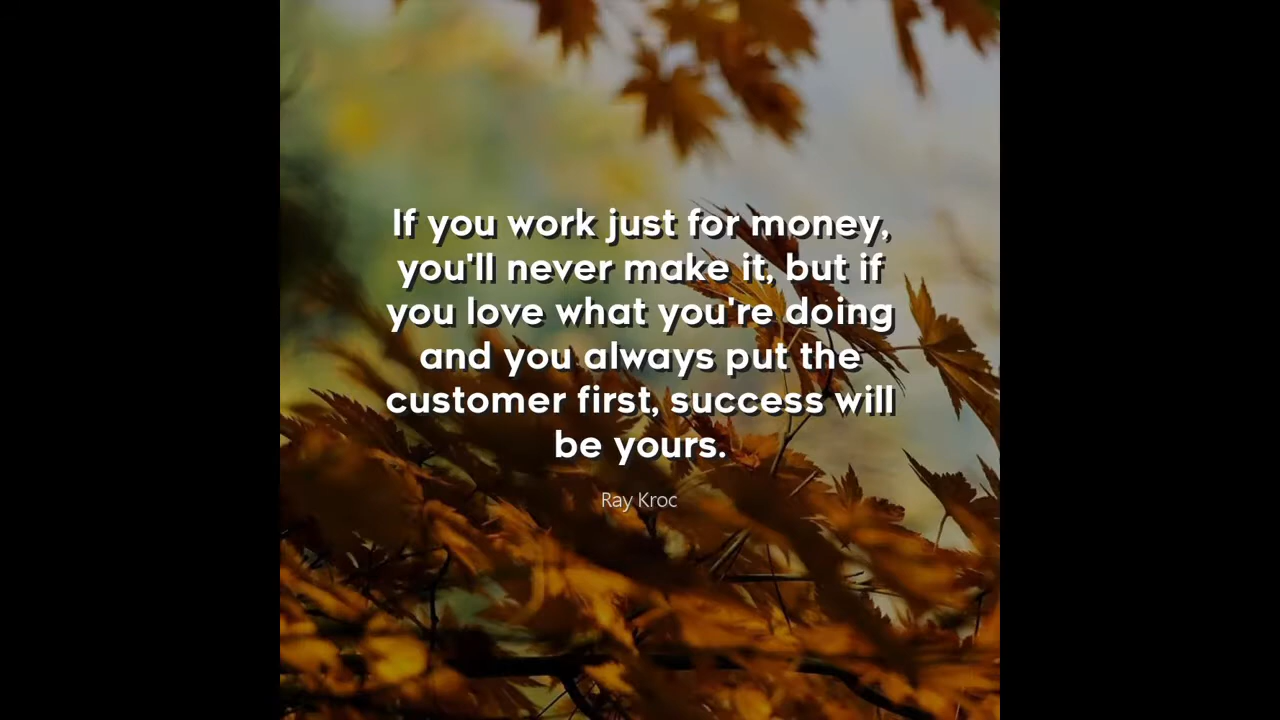 If you work just for money,
you'll never make it, but if
you love what you're doing
and you always put the
customer first, success will
be yours.
Ray Kroc